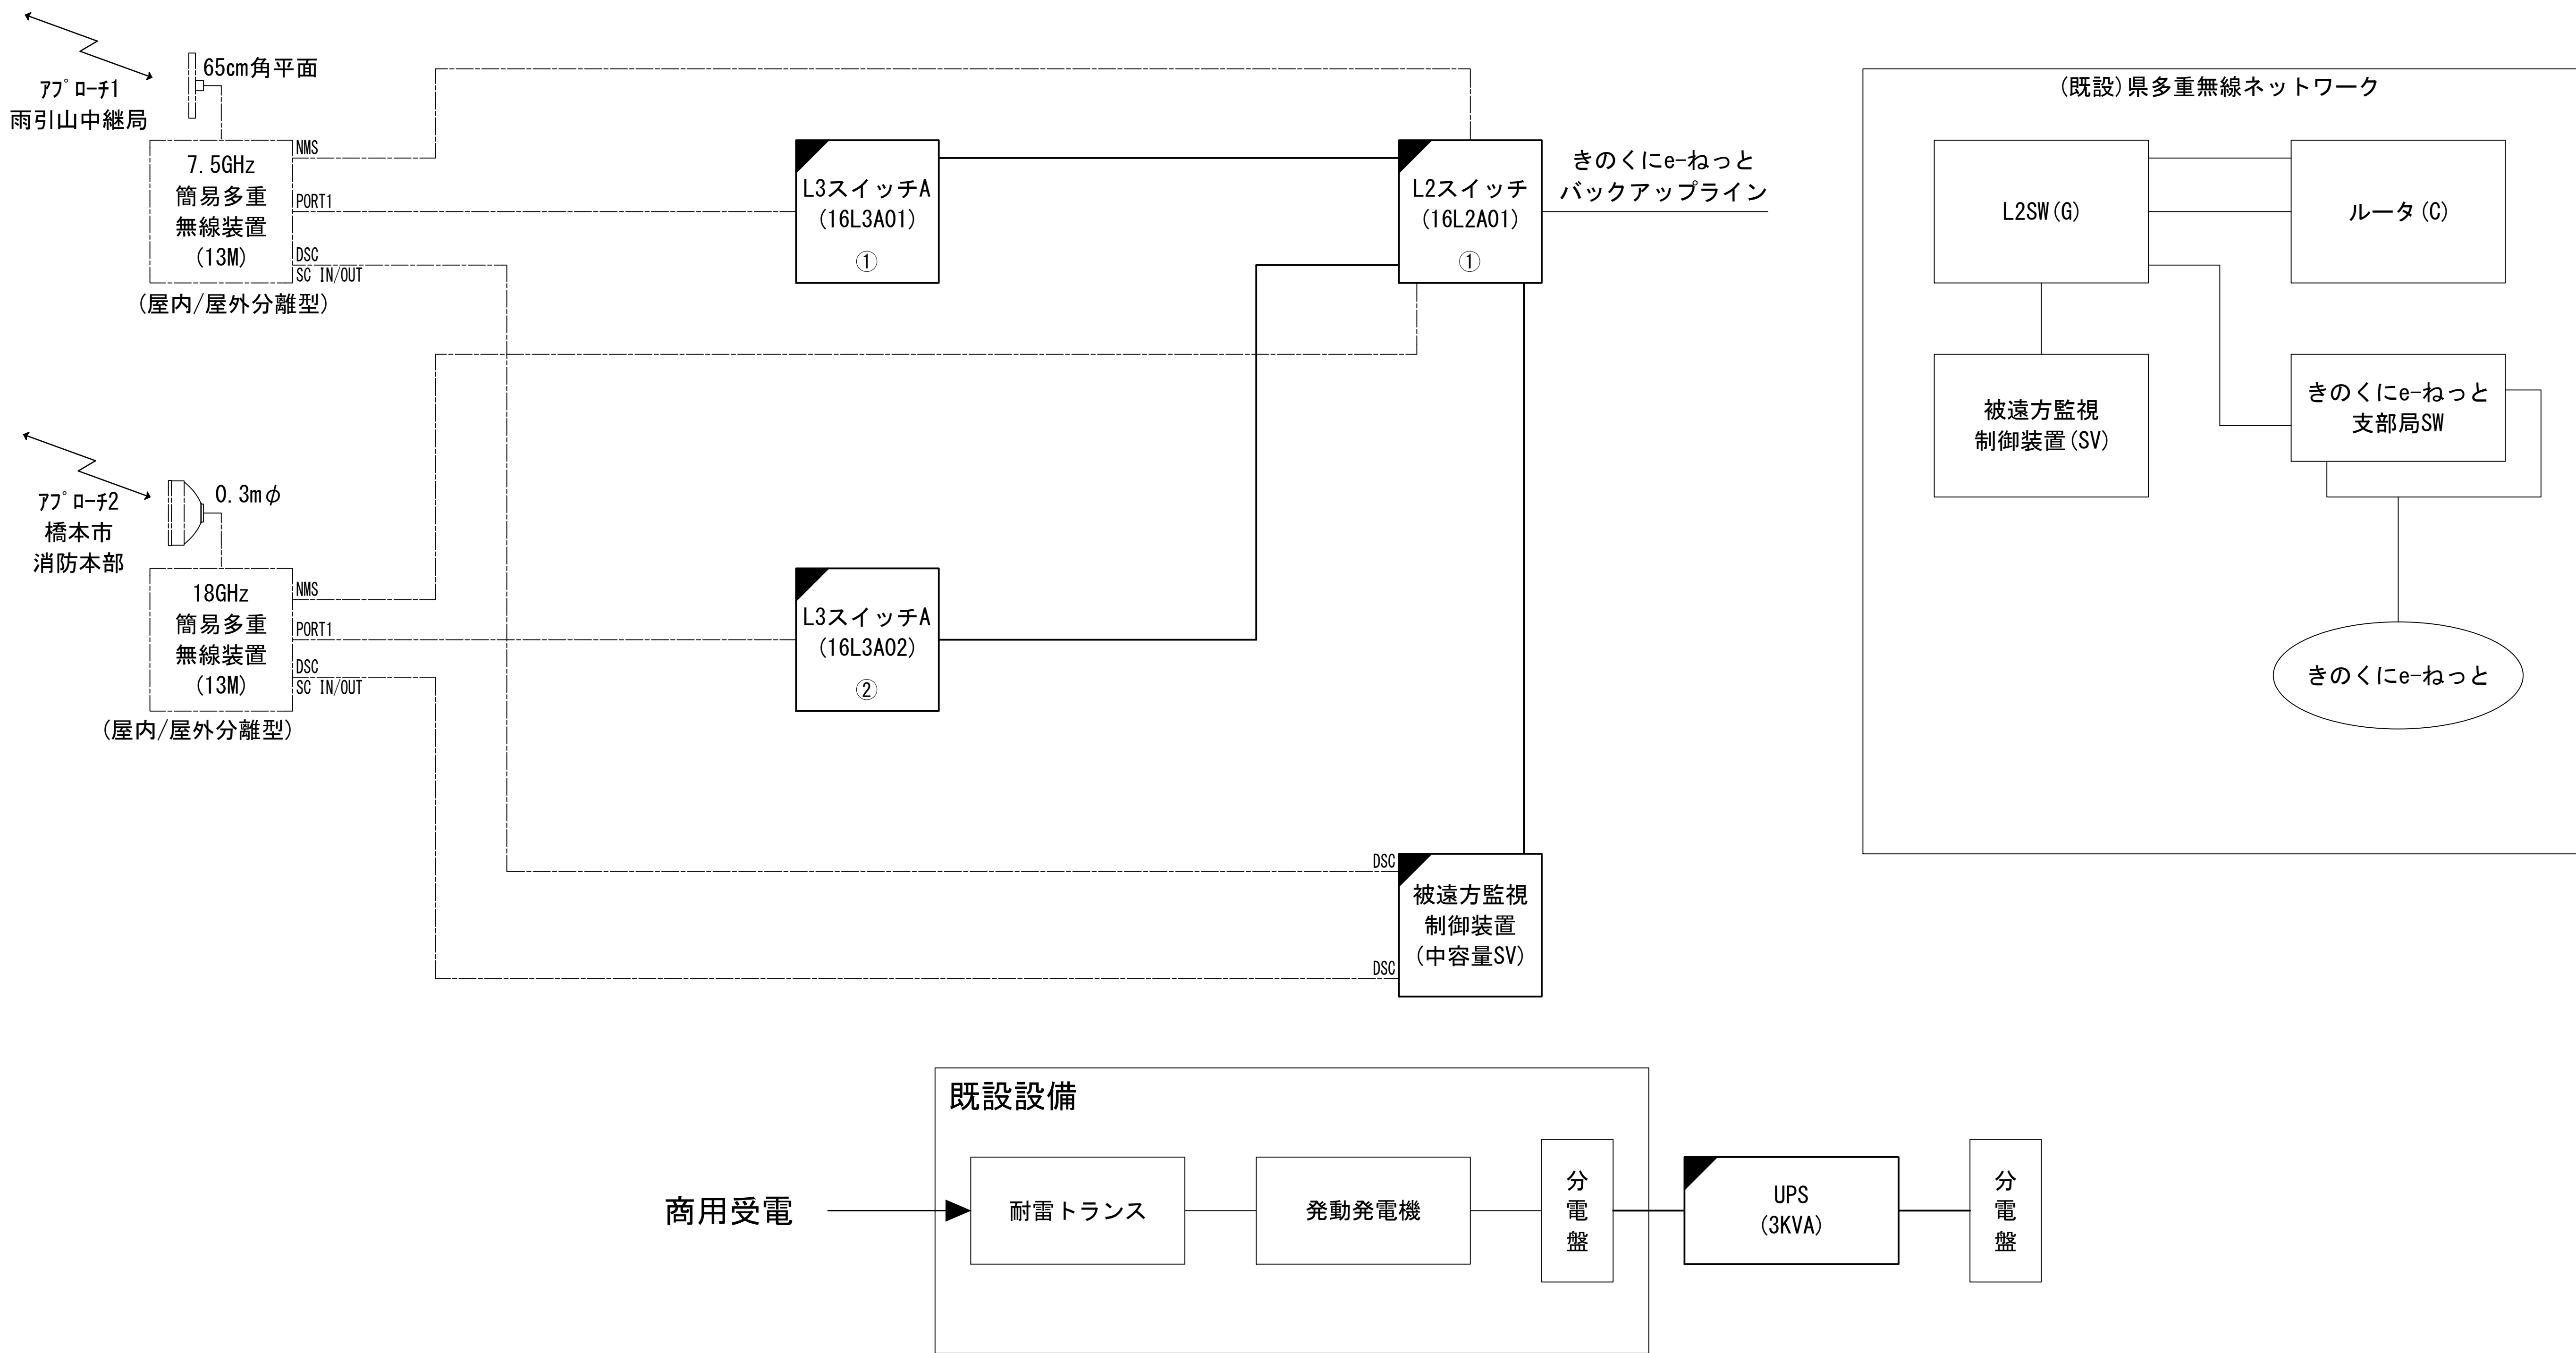 65cm角平面
ｱﾌﾟﾛｰﾁ1
雨引山中継局
7.5GHz
簡易多重
無線装置
(13M)
NMS
PORT1
DSC
SC IN/OUT
(屋内/屋外分離型)
L3スイッチA
(16L3A01)
①
L2スイッチ
(16L2A01)
①
きのくにe-ねっと
バックアップライン
(既設)県多重無線ネットワーク
L2SW(G)
ルータ(C)
被遠方監視
制御装置(SV)
きのくにe-ねっと
支部局SW
きのくにe-ねっと
0.3mφ
ｱﾌﾟﾛｰﾁ2
橋本市
消防本部
18GHz
簡易多重
無線装置
(13M)
NMS
PORT1
DSC
SC IN/OUT
(屋内/屋外分離型)
L3スイッチA
(16L3A02)
②
DSC
DSC
被遠方監視
制御装置
(中容量SV)
既設設備
商用受電
耐雷トランス
発動発電機
分電盤
UPS
(3KVA)
分電盤